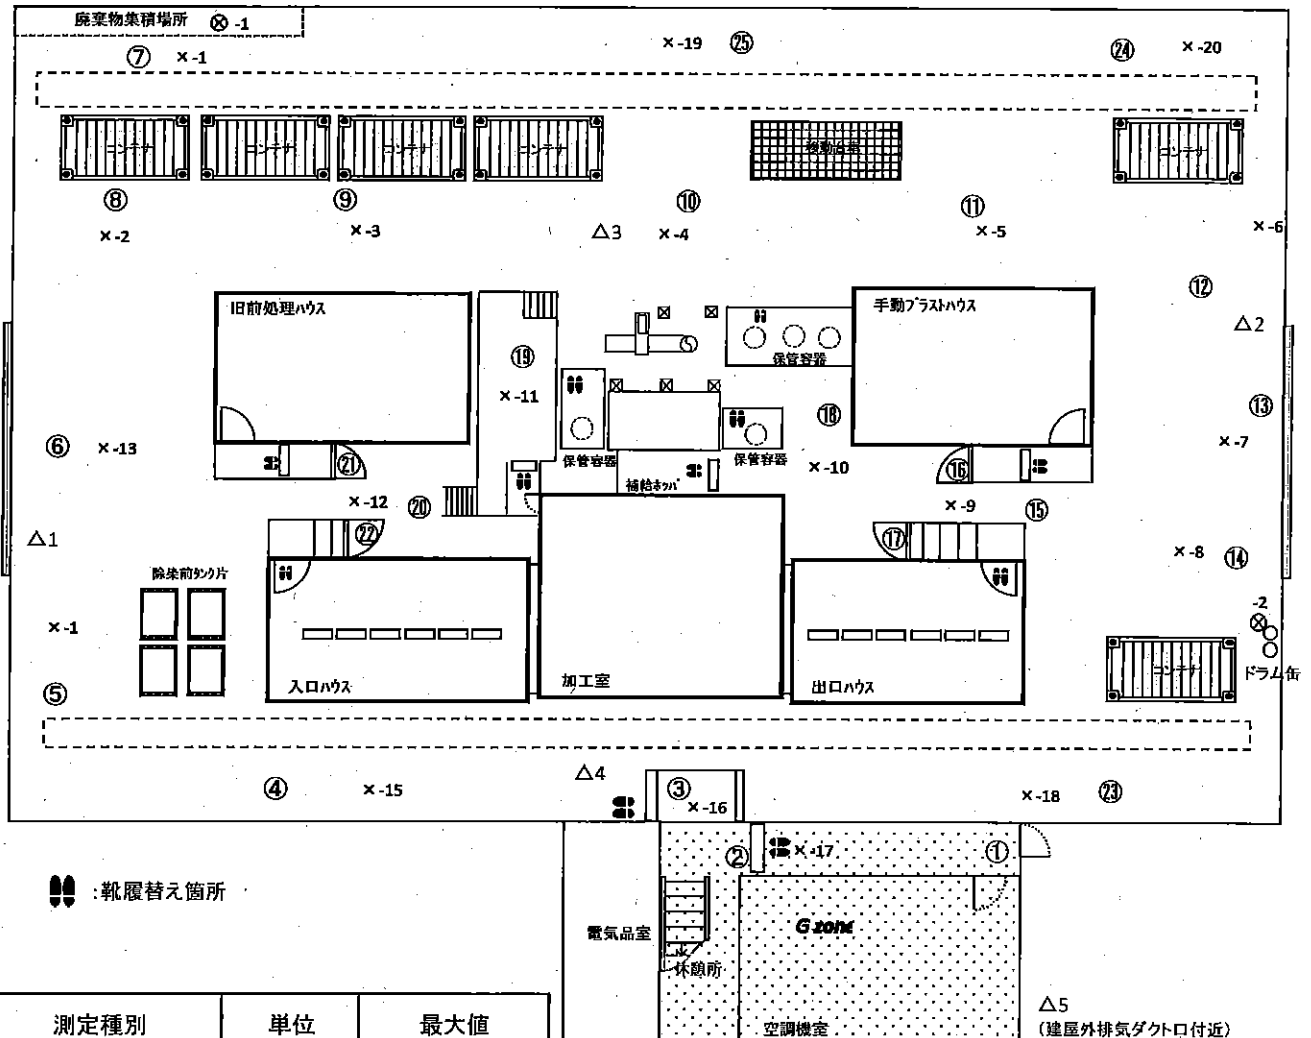 廃棄物集積場所 ⊗ -1
⑦ × -1
× -19 ㉕
㉔ × -20
コンテナ
コンテナ
コンテナ
コンテナ
移動浴室
コンテナ
⑧
⑨
⑩
⑪
× -2
× -3
△3
× -4
× -5
× -6
⑫
旧前処理ハウス
手動ブラストハウス
△2
⑲
保管容器
× -11
⑱
⑬
⑥
× -13
× -7
㉑
保管容器
保管容器
× -10
⑯
補給ホッパ
× -12
⑳
× -9
⑮
△1
㉒
⑰
× -8
⑭
除染前タンク片
-2
⊗
× -1
コンテナ
ドラム缶
⑤
入口ハウス
加工室
出口ハウス
④
× -15
△4
③
× -16
× -18
㉓
②
× -17
①
:靴履替え箇所
電気品室
G zone
休憩所
測定種別 単位 最大値
空調機室
△5
(建屋外排気ダクト口付近)